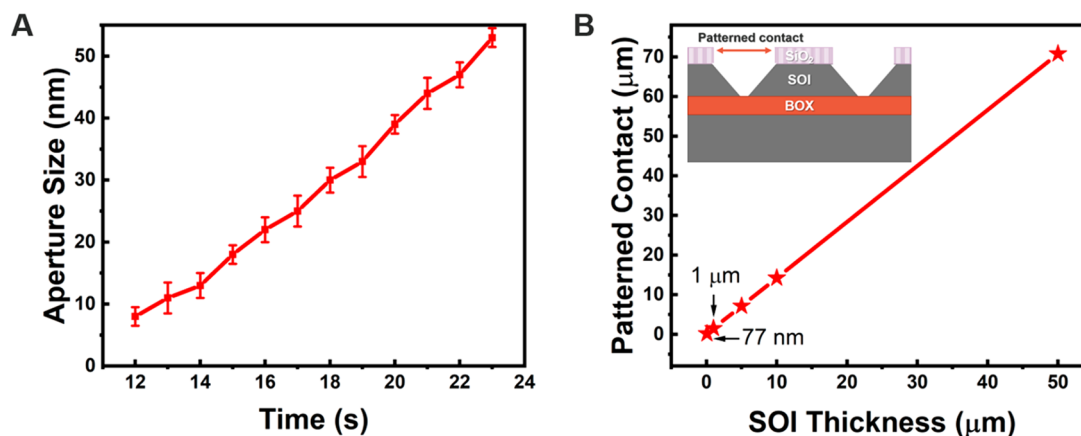 A
Aperture Size (nm)
50
40
30
20
10
0
12 14 16 18 20 22 24
Time (s)
B
Patterned Contact (μm)
70
60
50
40
30
20
10
0
Patterned contact
SiO₂
SOI
BOX
1 μm
77 nm
0 10 20 30 40 50
SOI Thickness (μm)